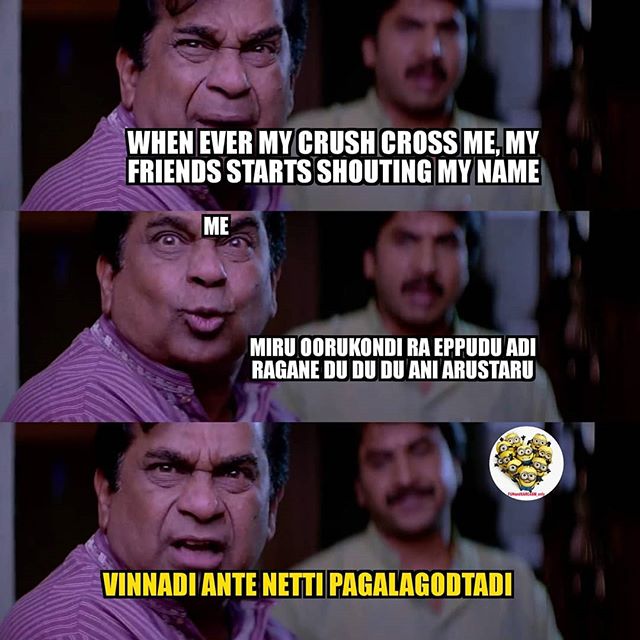 WHEN EVER MY CRUSH CROSS ME, MY
FRIENDS STARTS SHOUTING MY NAME
ME
MIRU OORUKONDI RA EPPUDU ADI
RAGANE DU DU DU ANI ARUSTARU
VINNADI ANTE NETTI PAGALAGODTADI